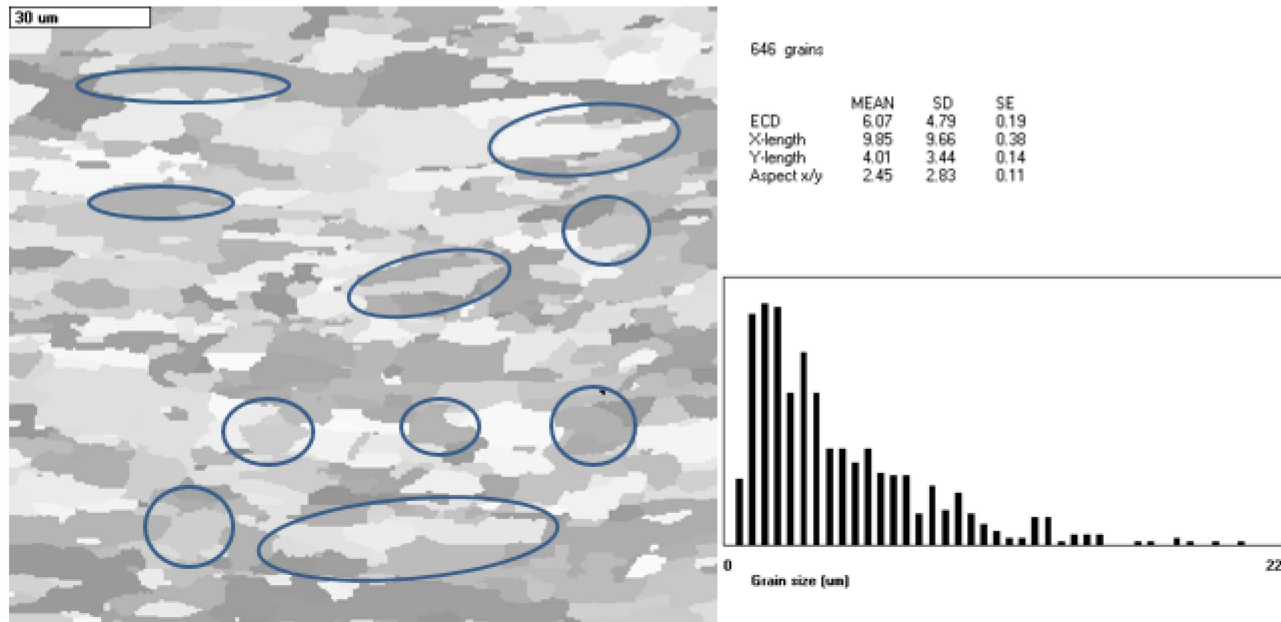 30 um
646 grains
MEAN SD SE
ECD 6.07 4.79 0.19
X-length 9.85 9.66 0.38
Y-length 4.01 3.44 0.14
Aspect x/y 2.45 2.83 0.11
0 22
Grain size (um)